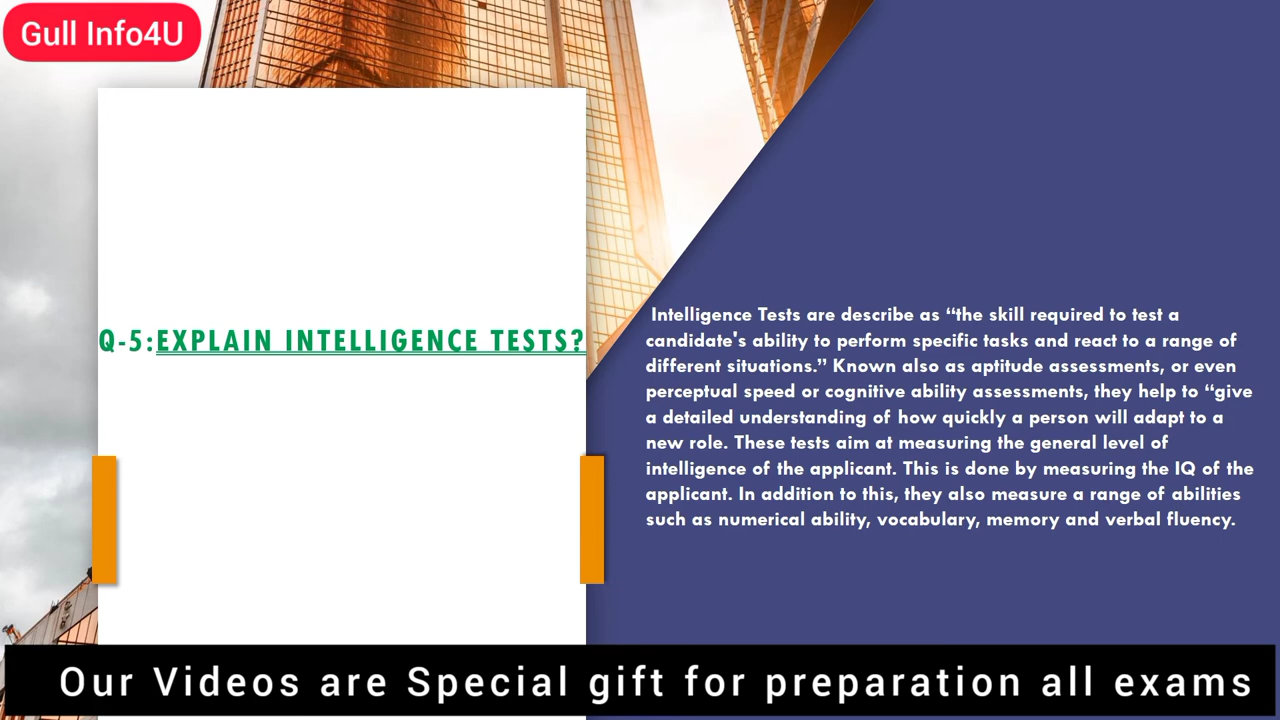 Gull Info4U
Q-5:EXPLAIN INTELLIGENCE TESTS?
Intelligence Tests are describe as “the skill required to test a
candidate's ability to perform specific tasks and react to a range of
different situations.” Known also as aptitude assessments, or even
perceptual speed or cognitive ability assessments, they help to “give
a detailed understanding of how quickly a person will adapt to a
new role. These tests aim at measuring the general level of
intelligence of the applicant. This is done by measuring the IQ of the
applicant. In addition to this, they also measure a range of abilities
such as numerical ability, vocabulary, memory and verbal fluency.
Our Videos are Special gift for preparation all exams